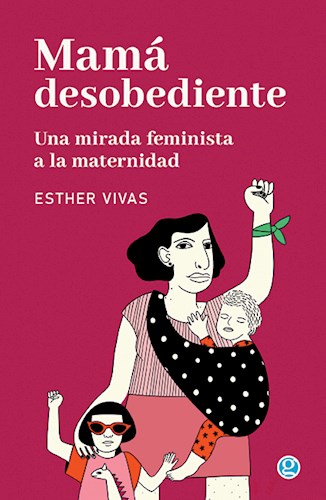 Mamá
desobediente
Una mirada feminista
a la maternidad
ESTHER VIVAS
g